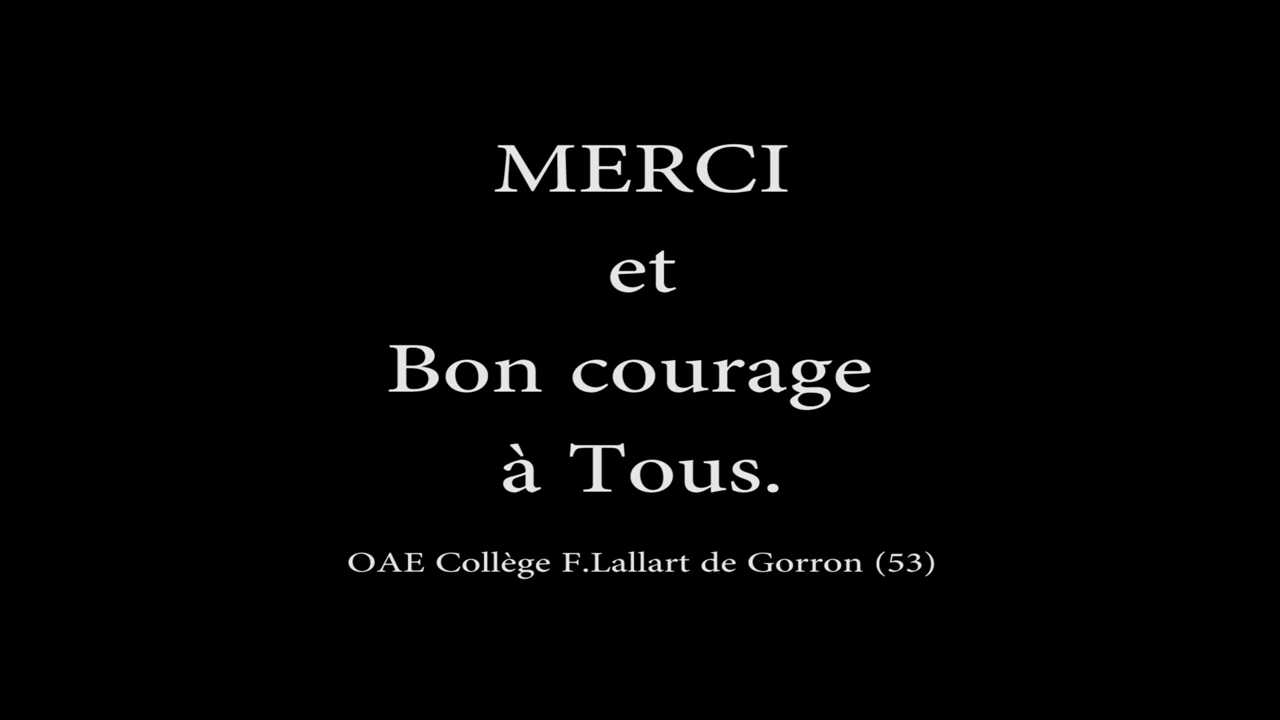 MERCI
et
Bon courage
à Tous.
OAE Collège F.Lallart de Gorron (53)